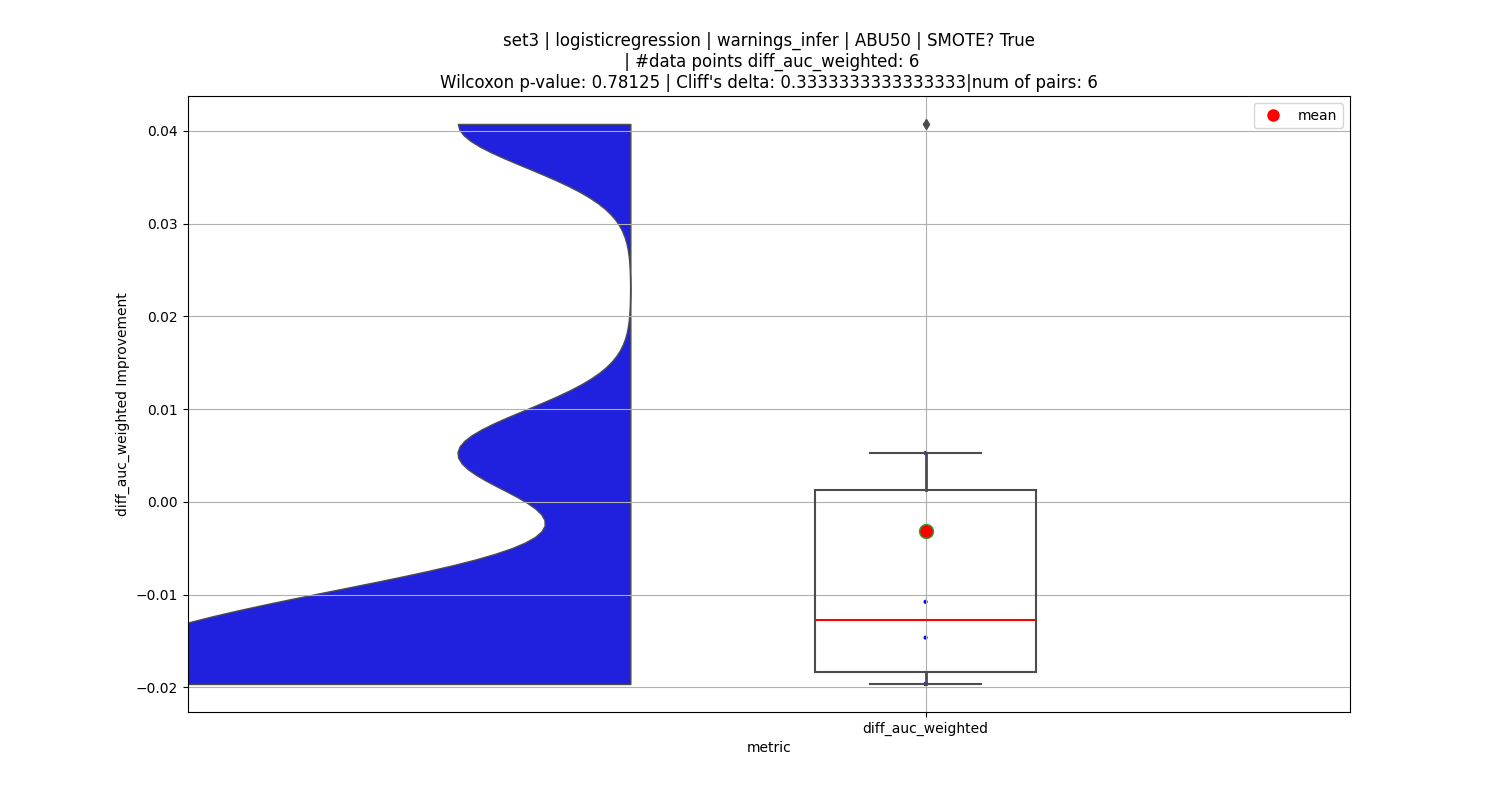 set3 | logisticregression | warnings_infer | ABU50 | SMOTE? True
| #data points diff_auc_weighted: 6
Wilcoxon p-value: 0.78125 | Cliff's delta: 0.3333333333333333|num of pairs: 6
mean
0.04
0.03
0.02
0.01
0.00
−0.01
−0.02
diff_auc_weighted Improvement
diff_auc_weighted
metric